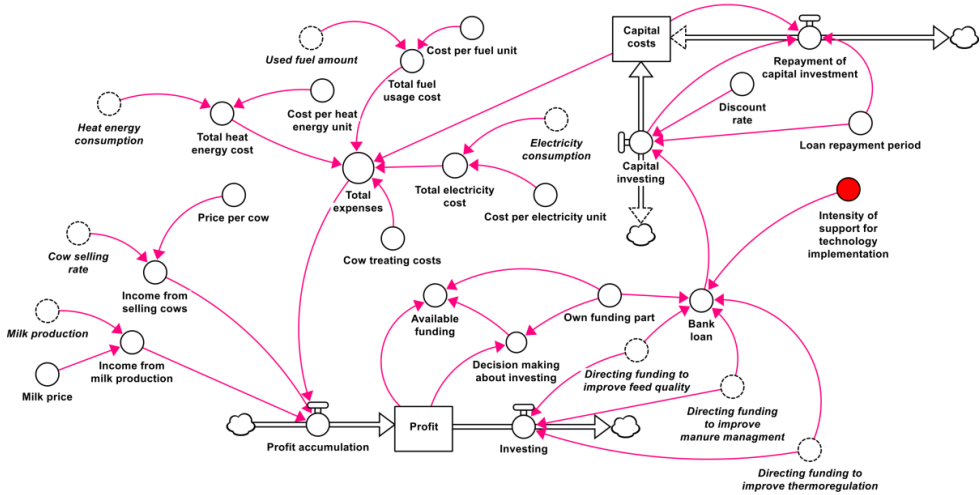 Used fuel amount
Cost per fuel unit
Capital
costs
Repayment of
capital investment
Total fuel
usage cost
Discount
rate
Heat energy
consumption
Total heat
energy cost
Cost per heat
energy unit
Electricity
consumption
Loan repayment period
Capital
investing
Total
expenses
Total electricity
cost
Cost per electricity unit
Price per cow
Intensity of
support for
technology
implementation
Cow selling
rate
Cow treating costs
Income from
selling cows
Available
funding
Own funding part
Bank
loan
Milk production
Income from
milk production
Milk price
Decision making
about investing
Directing funding to
improve feed quality
Directing funding
to improve
manure managment
Profit accumulation
Profit
Investing
Directing funding to
improve thermoregulation